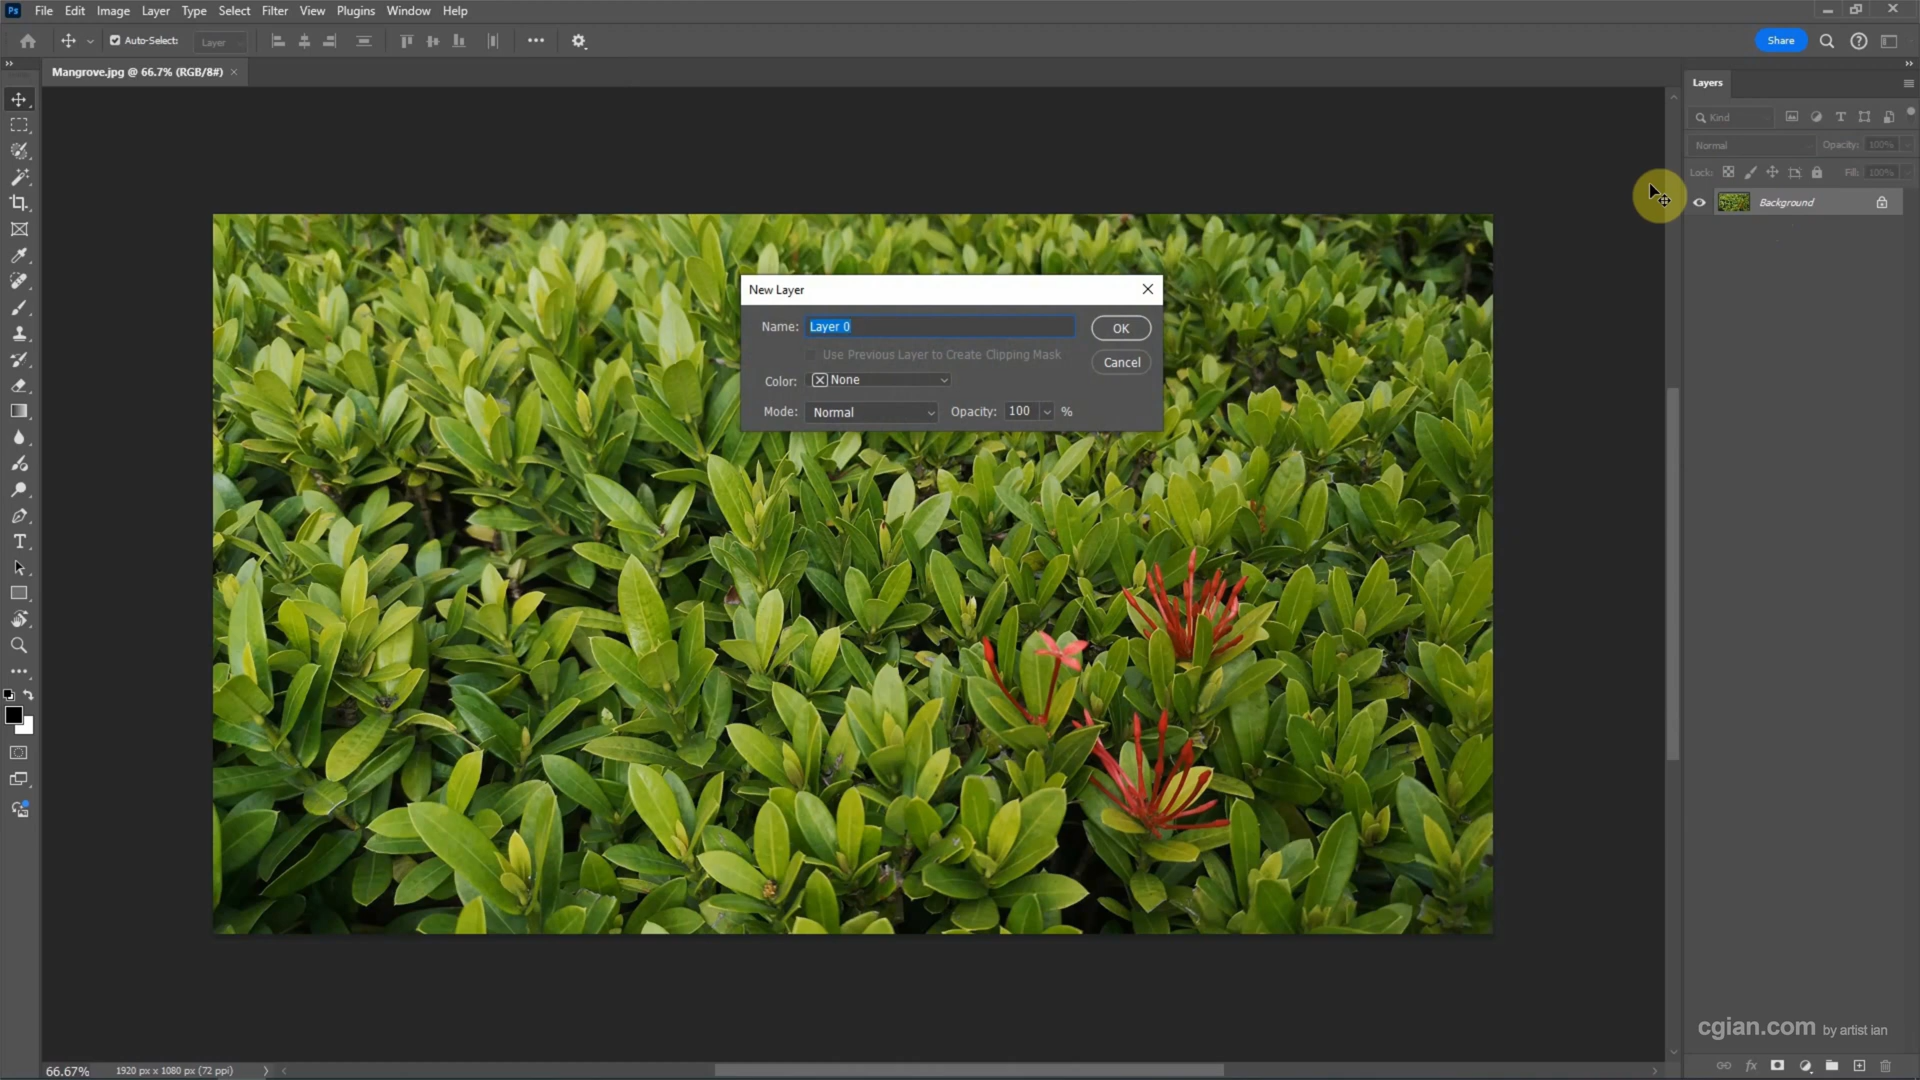 Ps File Edit Image Layer Type Select Filter View Plugins Window Help
Auto-Select: Layer Share
Mangrove.jpg @ 66.7% (RGB/8#)
Layers
Kind
Normal Opacity: 100%
Lock: Fill: 100%
Background
New Layer
Name: Layer 0 OK
Use Previous Layer to Create Clipping Mask
Cancel
Color: None
Mode: Normal Opacity: 100 %
cgian.com by artist ian
66.67% 1920 px x 1080 px (72 ppi)